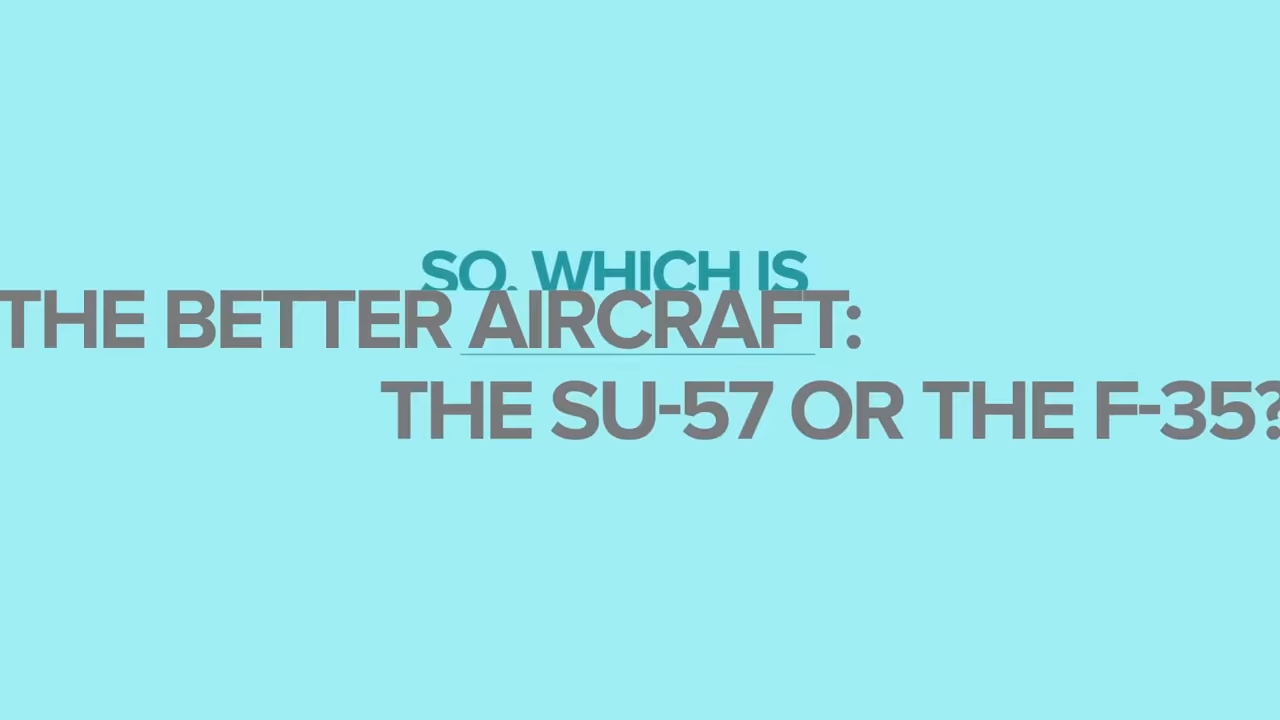 SO, WHICH IS
THE BETTER AIRCRAFT:
THE SU-57 OR THE F-35?